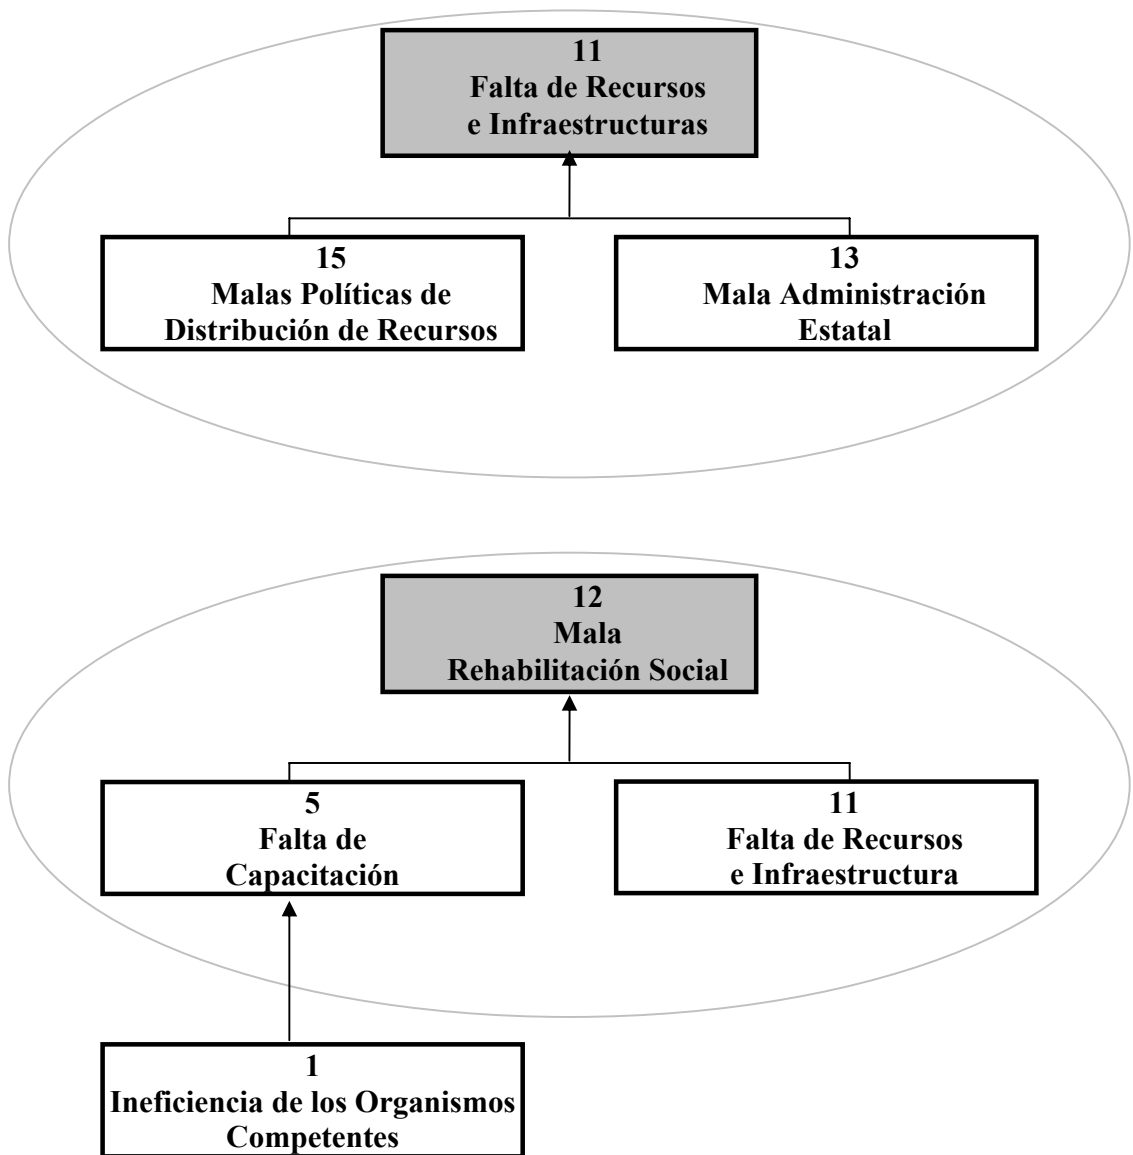 11
Falta de Recursos
e Infraestructuras
15
Malas Políticas de
Distribución de Recursos
13
Mala Administración
Estatal
12
Mala
Rehabilitación Social
5
Falta de
Capacitación
11
Falta de Recursos
e Infraestructura
1
Ineficiencia de los Organismos
Competentes